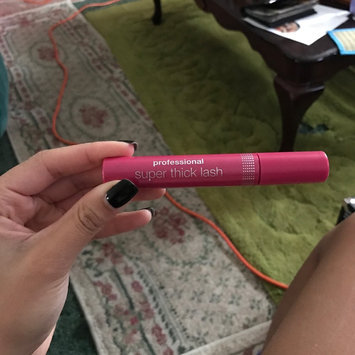 professional
super thick lash